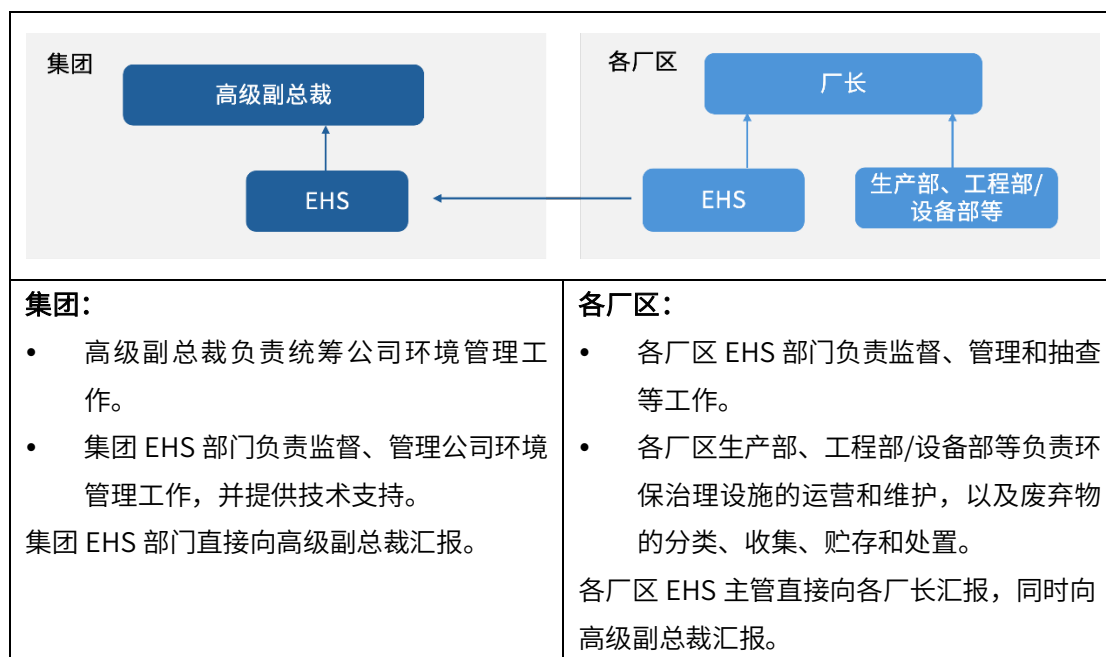 集团
高级副总裁
EHS
各厂区
厂长
EHS
生产部、工程部/
设备部等
集团：
• 高级副总裁负责统筹公司环境管理工
作。
• 集团 EHS 部门负责监督、管理公司环境
管理工作，并提供技术支持。
集团 EHS 部门直接向高级副总裁汇报。
各厂区：
• 各厂区 EHS 部门负责监督、管理和抽查
等工作。
• 各厂区生产部、工程部/设备部等负责环
保治理设施的运营和维护，以及废弃物
的分类、收集、贮存和处置。
各厂区 EHS 主管直接向各厂长汇报，同时向
高级副总裁汇报。